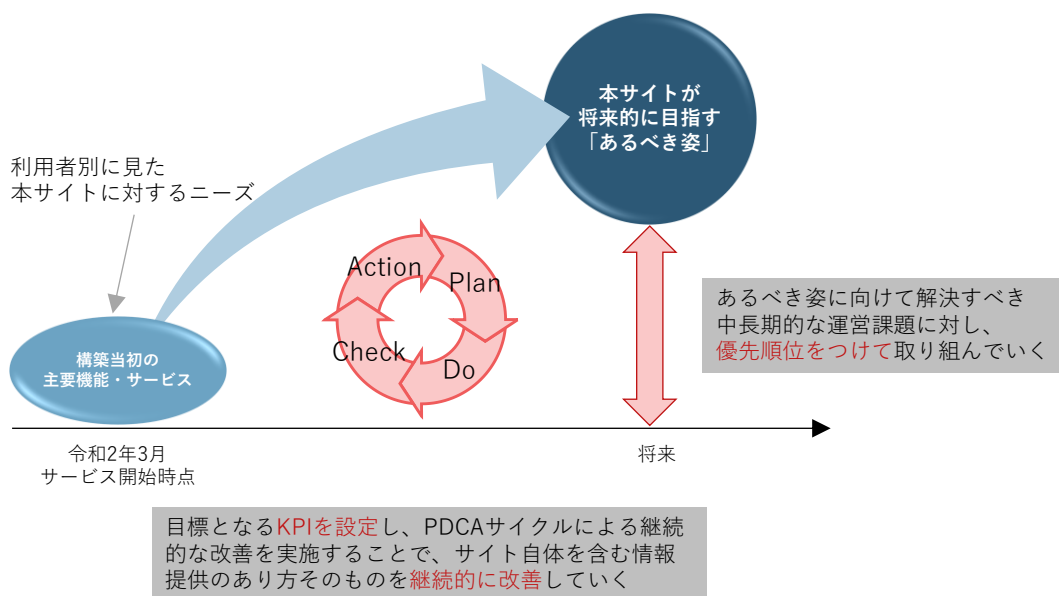 本サイトが
将来的に目指す
「あるべき姿」
利用者別に見た
本サイトに対するニーズ
Action
Plan
Check
Do
あるべき姿に向けて解決すべき
中長期的な運営課題に対し、
優先順位をつけて取り組んでいく
構築当初の
主要機能・サービス
令和2年3月
サービス開始時点
将来
目標となるKPIを設定し、PDCAサイクルによる継続
的な改善を実施することで、サイト自体を含む情報
提供のあり方そのものを継続的に改善していく